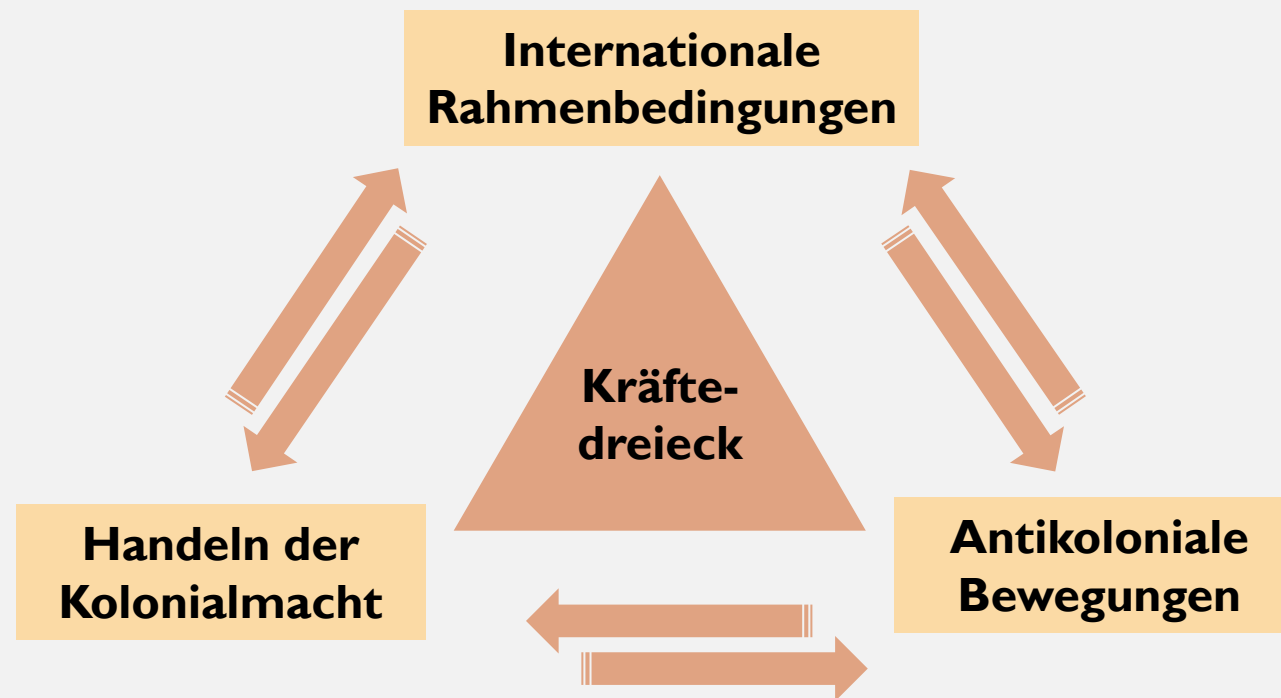 Internationale
Rahmenbedingungen
Kräfte-
dreieck
Handeln der
Kolonialmacht
Antikoloniale
Bewegungen